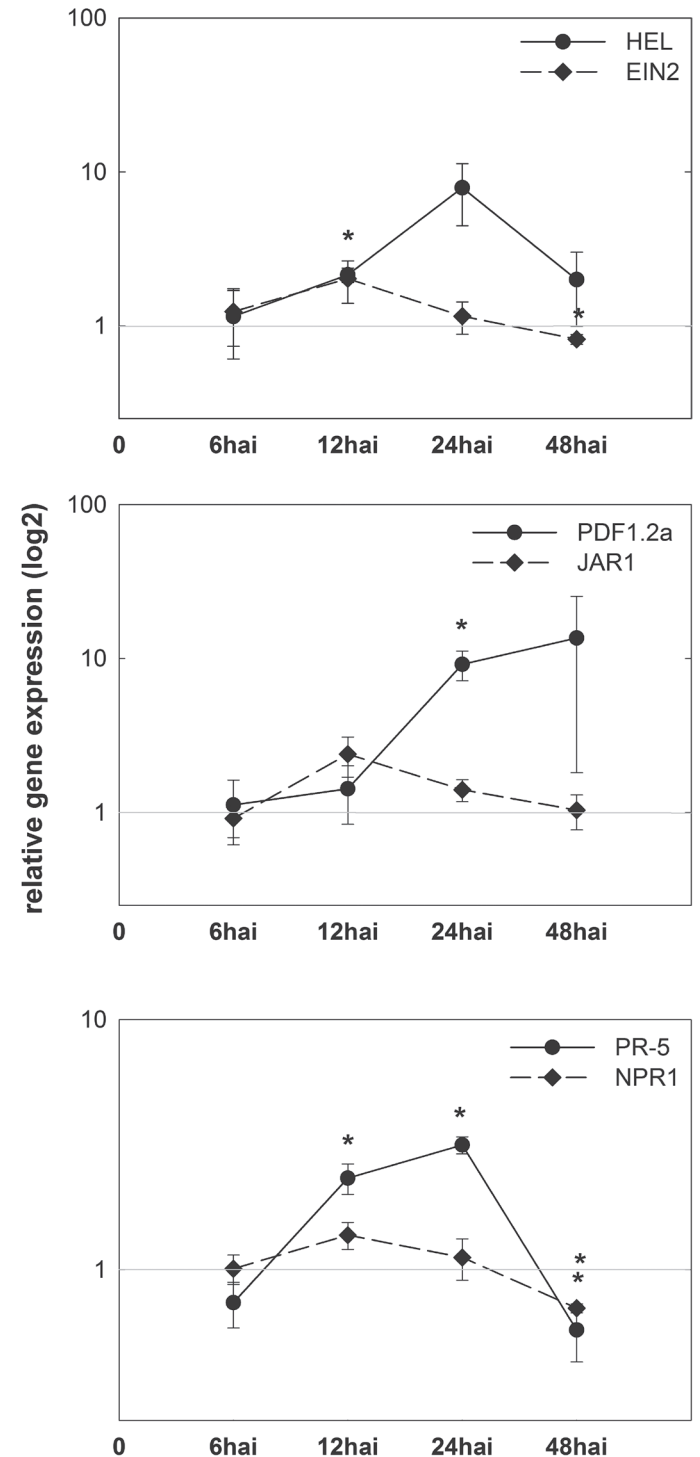 100
HEL
EIN2
10
*
*
1
0 6hai 12hai 24hai 48hai
relative gene expression (log2)
100
PDF1.2a
JAR1
*
10
1
0 6hai 12hai 24hai 48hai
10
PR-5
NPR1
*
*
*
1
*
0 6hai 12hai 24hai 48hai